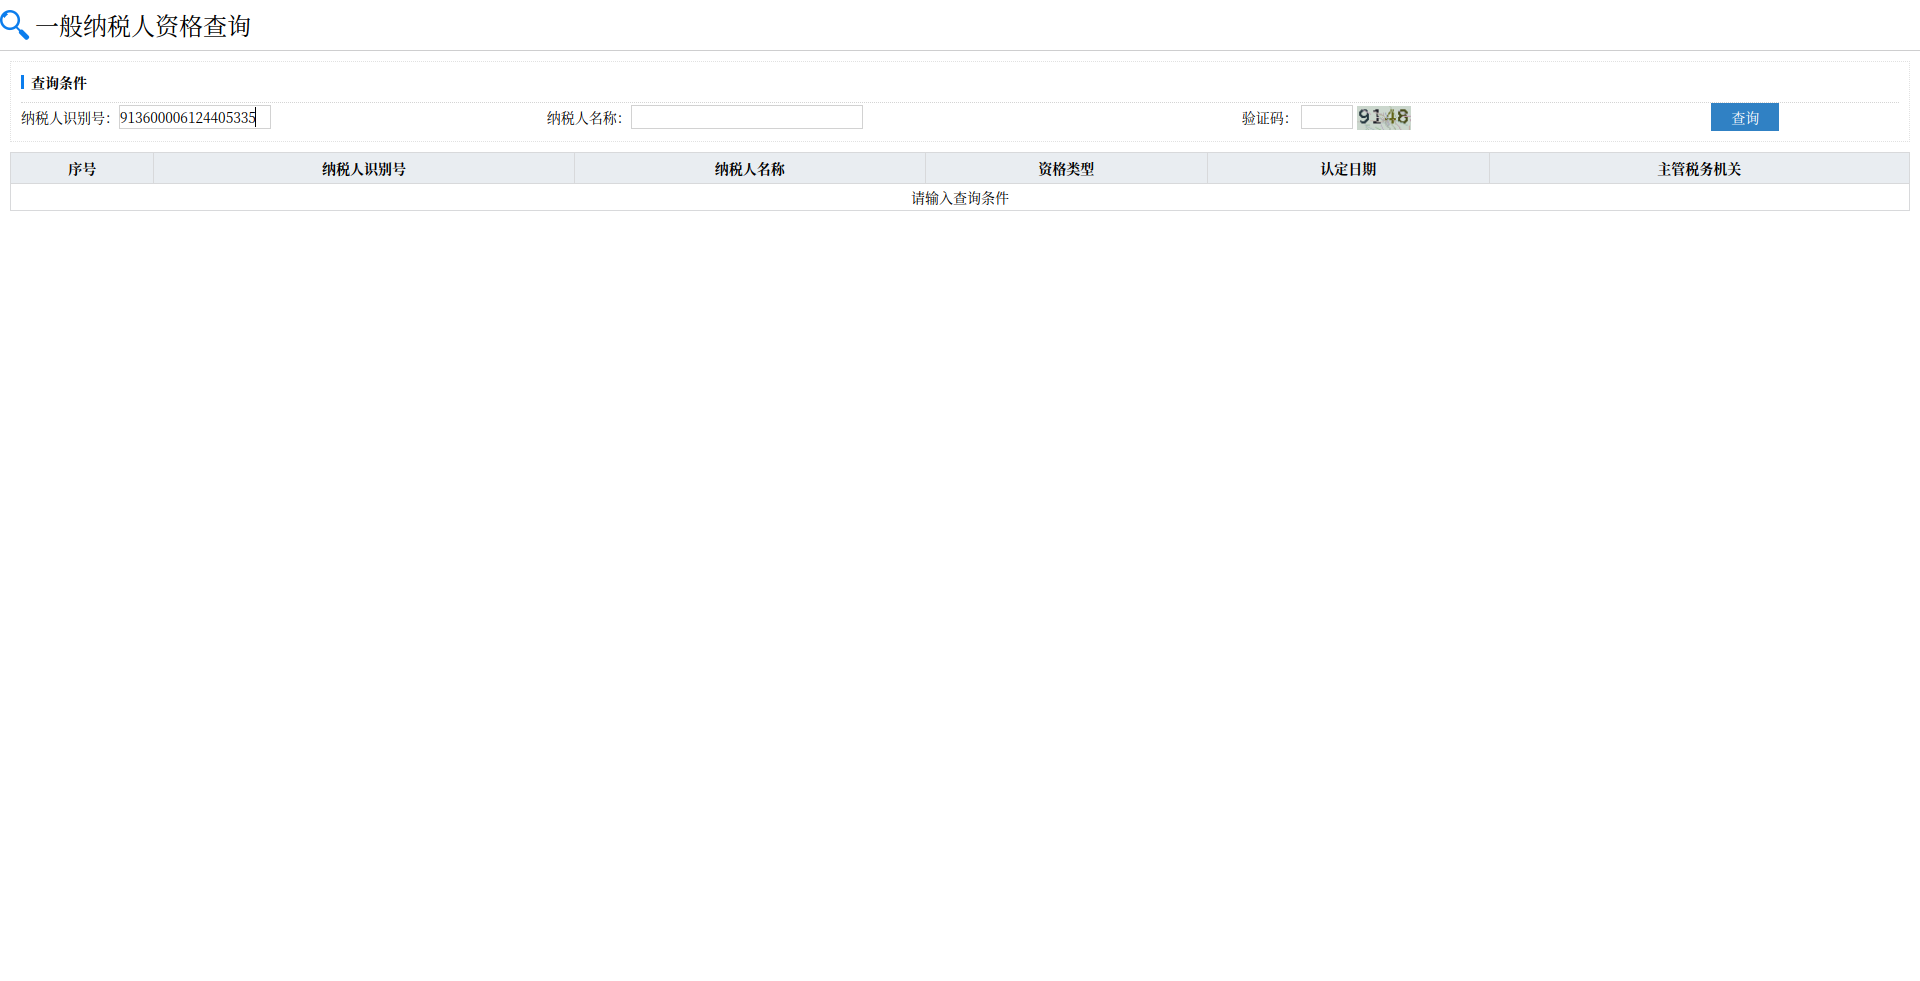 一般纳税人资格查询
查询条件
纳税人识别号： 913600006124405335 纳税人名称： 验证码： 9148 查询
序号 纳税人识别号 纳税人名称 资格类型 认定日期 主管税务机关
请输入查询条件